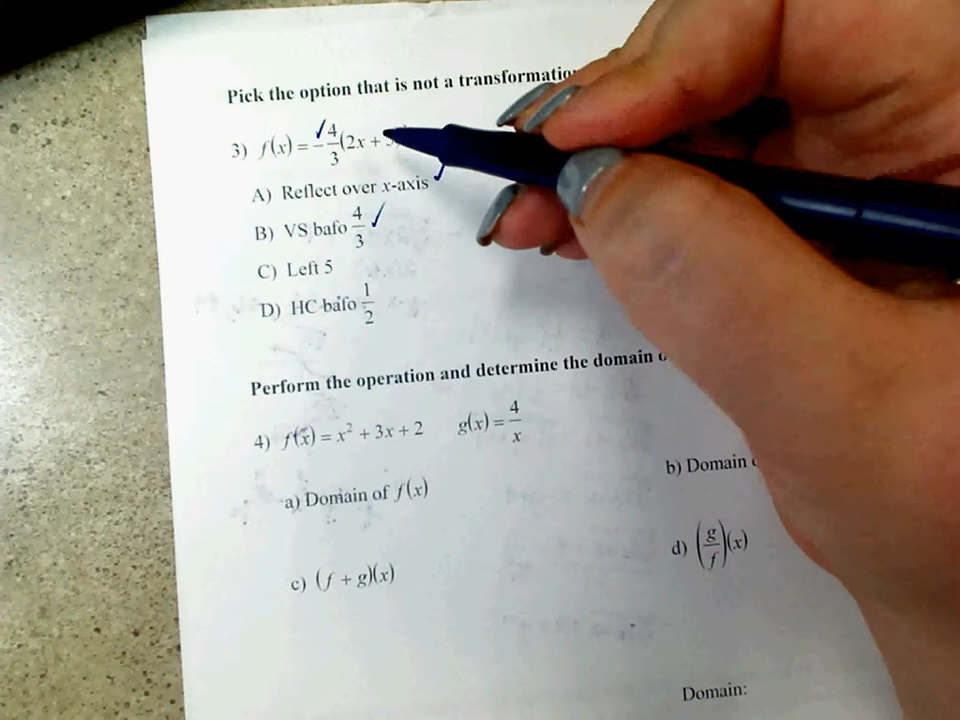 Pick the option that is not a transformation
3) f(x) = -4/3(2x +
A) Reflect over x-axis
B) VS bafo 4/3
C) Left 5
D) HC bafo 1/2
Perform the operation and determine the domain
4) f(x) = x² + 3x + 2 g(x) = 4/x
a) Domain of f(x)
b) Domain
c) (f + g)(x)
d) (g/f)(x)
Domain: